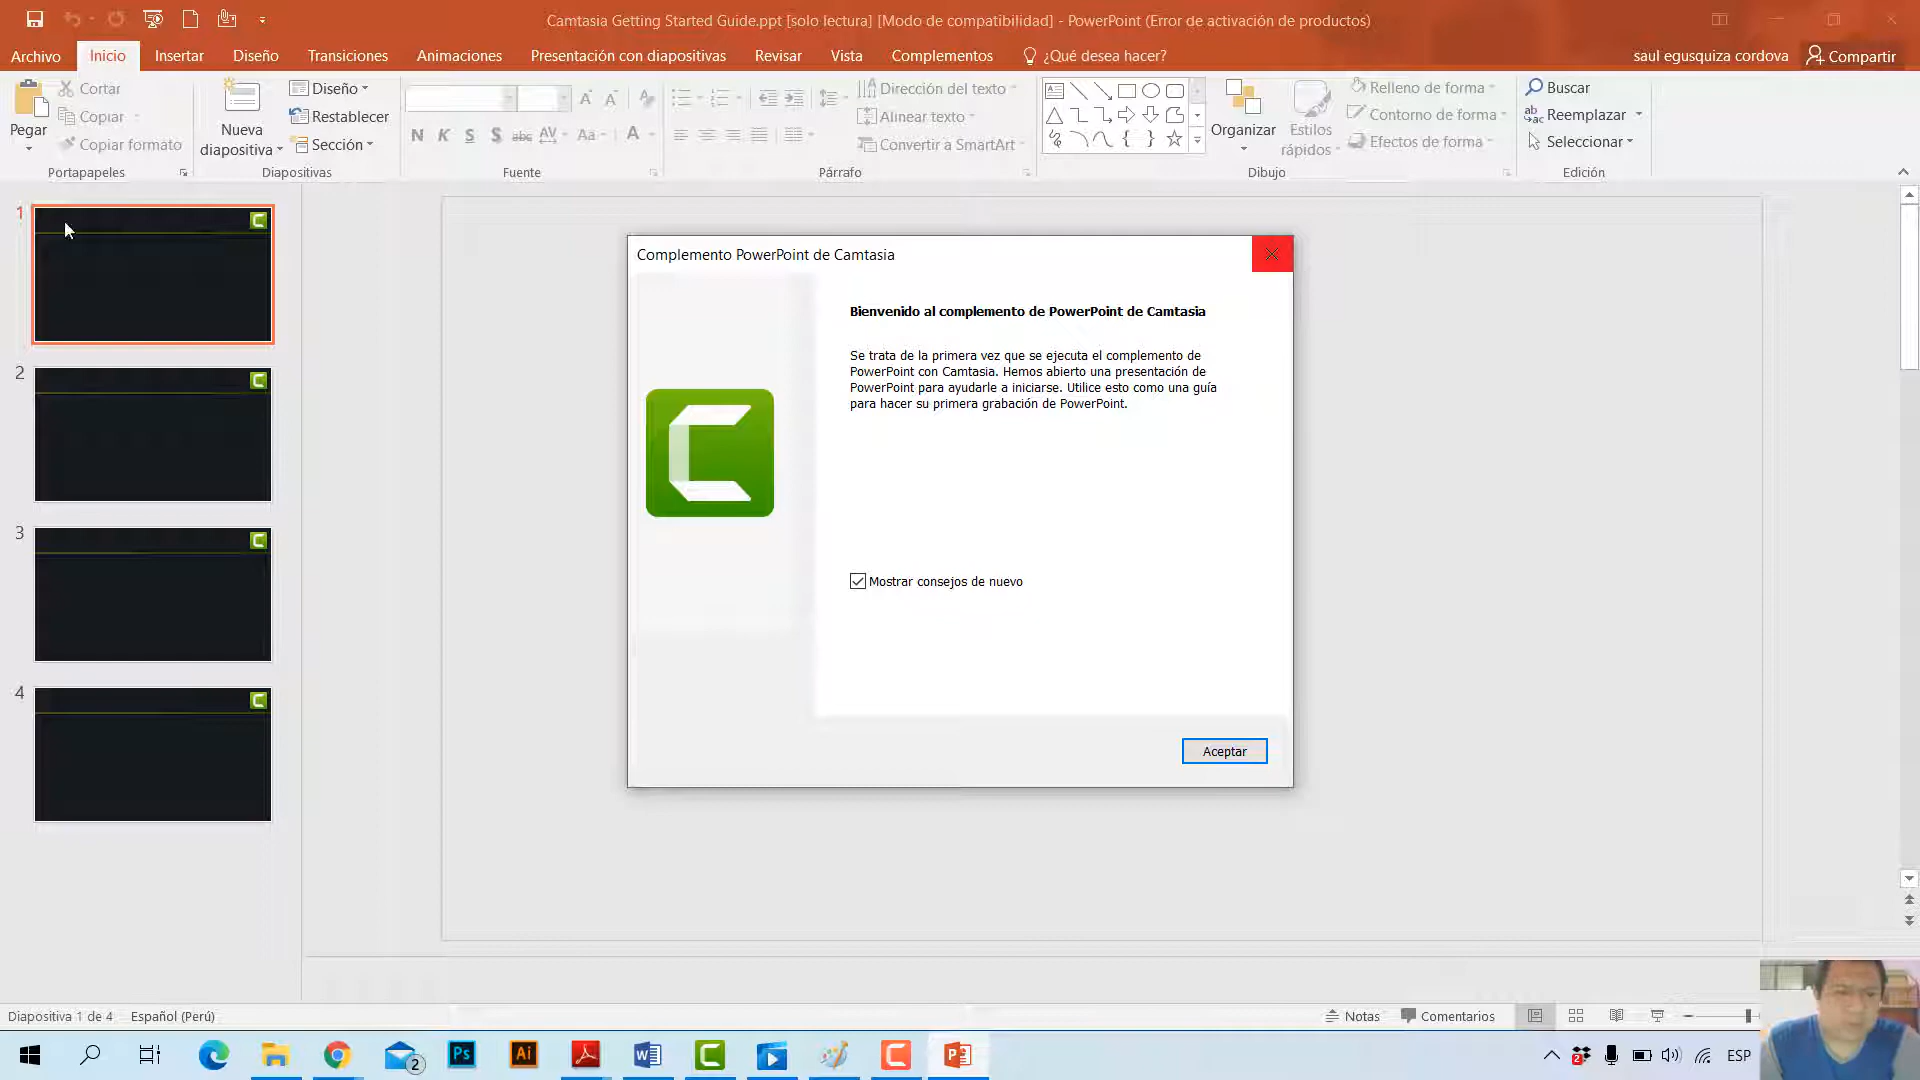 Camtasia Getting Started Guide.ppt [solo lectura] [Modo de compatibilidad] - PowerPoint (Error de activación de productos)
Archivo Inicio Insertar Diseño Transiciones Animaciones Presentación con diapositivas Revisar Vista Complementos ¿Qué desea hacer? saul egusquiza cordova Compartir
Pegar
Cortar
Copiar
Copiar formato
Portapapeles
Nueva
diapositiva
Diseño
Restablecer
Sección
Diapositivas
N K S S abc AV Aa A
Fuente
Dirección del texto
Alinear texto
Convertir a SmartArt
Párrafo
Organizar
Estilos
rápidos
Relleno de forma
Contorno de forma
Efectos de forma
Dibujo
Buscar
Reemplazar
Seleccionar
Edición
1
2
3
4
Complemento PowerPoint de Camtasia
Bienvenido al complemento de PowerPoint de Camtasia
Se trata de la primera vez que se ejecuta el complemento de
PowerPoint con Camtasia. Hemos abierto una presentación de
PowerPoint para ayudarle a iniciarse. Utilice esto como una guía
para hacer su primera grabación de PowerPoint.
Mostrar consejos de nuevo
Aceptar
Diapositiva 1 de 4 Español (Perú) Notas Comentarios
2 Ps Ai 2 ESP